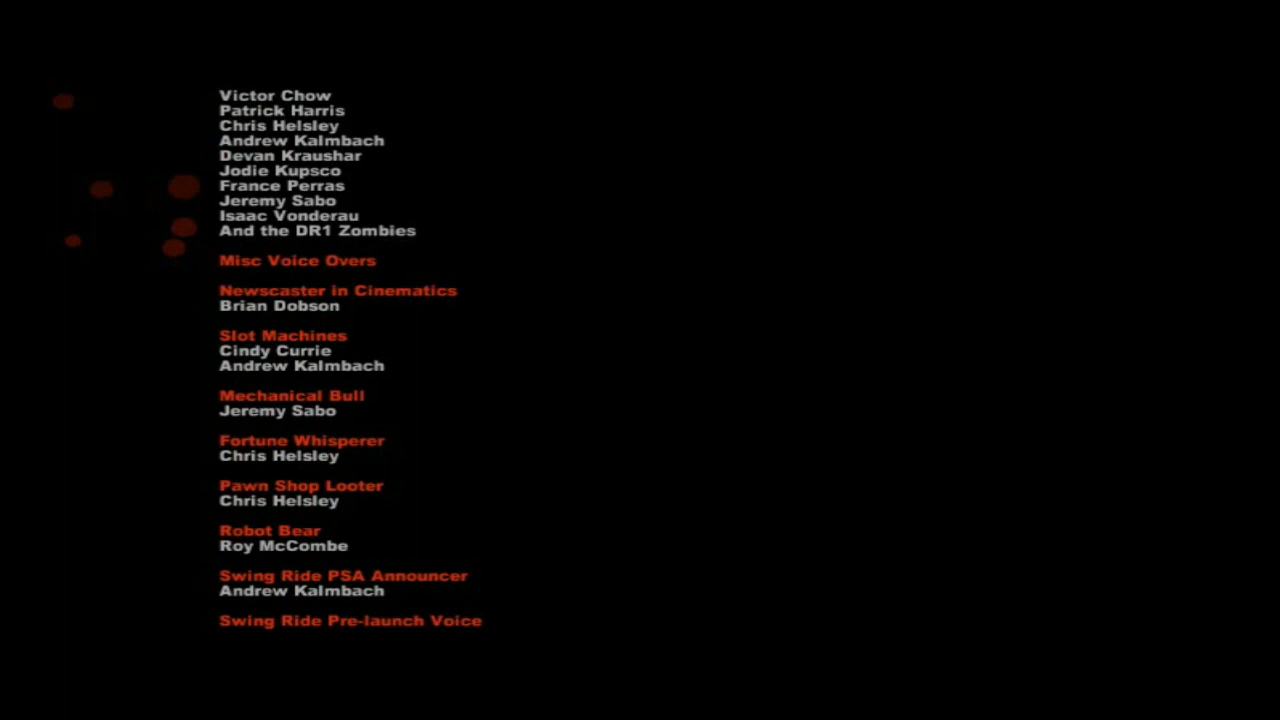 Victor Chow
Patrick Harris
Chris Helsley
Andrew Kalmbach
Devan Kraushar
Jodie Kupsco
France Perras
Jeremy Sabo
Isaac Vonderau
And the DR1 Zombies
Misc Voice Overs
Newscaster in Cinematics
Brian Dobson
Slot Machines
Cindy Currie
Andrew Kalmbach
Mechanical Bull
Jeremy Sabo
Fortune Whisperer
Chris Helsley
Pawn Shop Looter
Chris Helsley
Robot Bear
Roy McCombe
Swing Ride PSA Announcer
Andrew Kalmbach
Swing Ride Pre-launch Voice